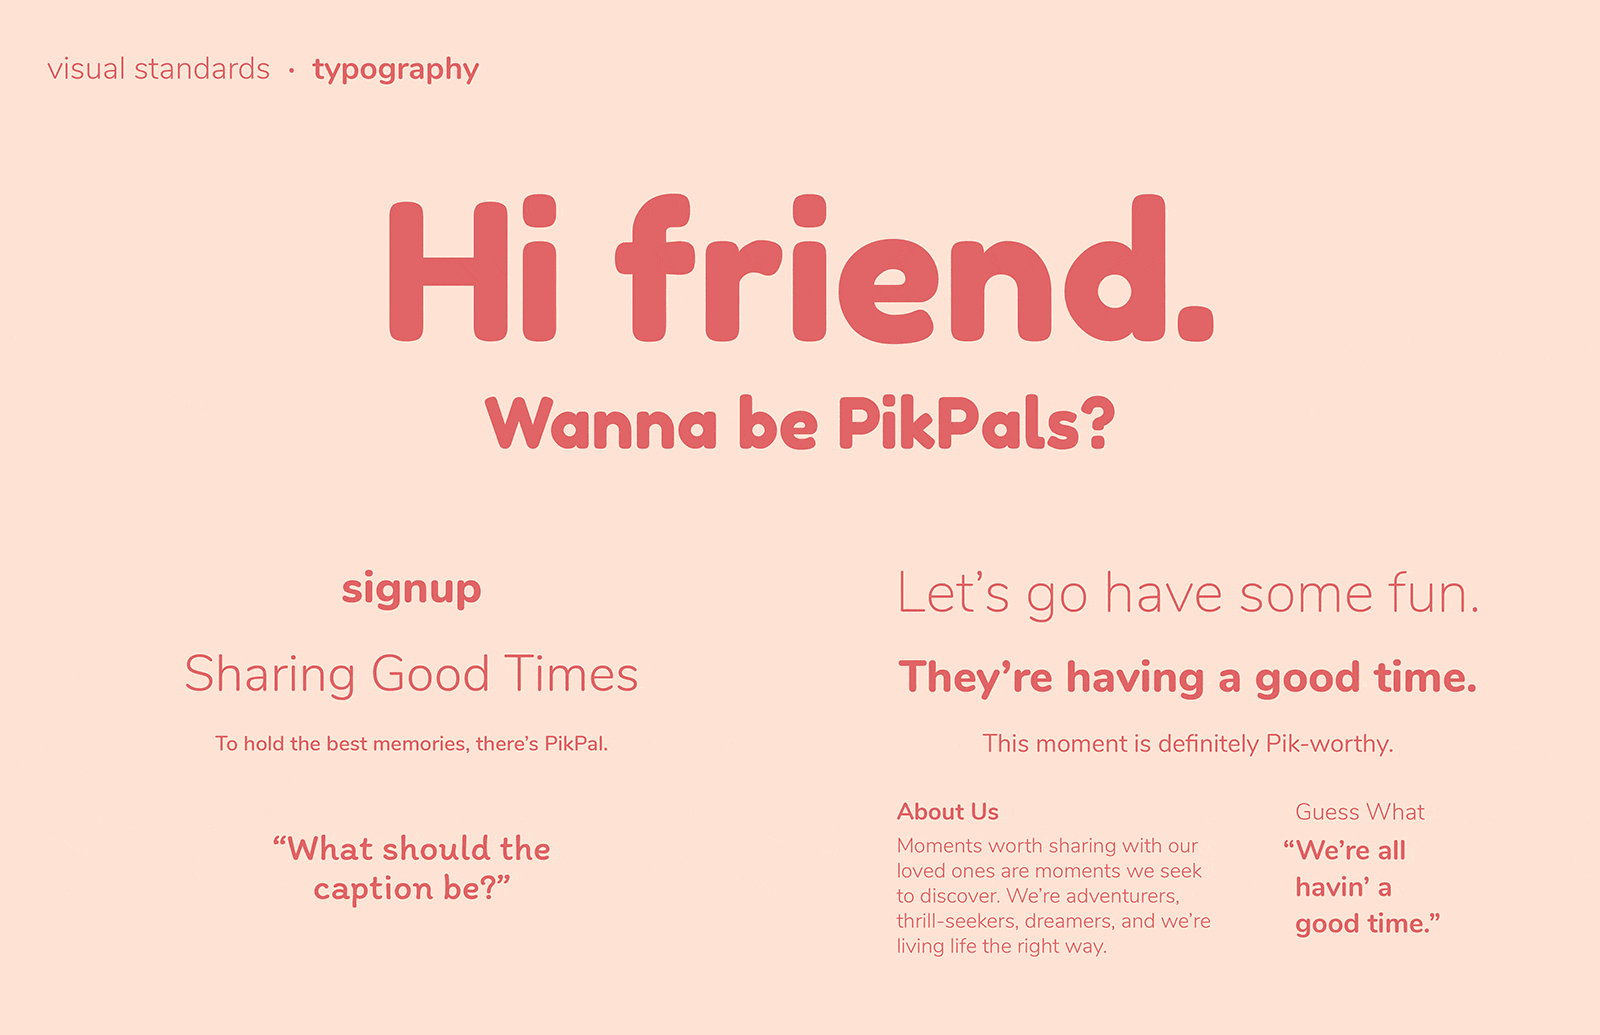 visual standards · typography
Hi friend.
Wanna be PikPals?
signup
Sharing Good Times
To hold the best memories, there’s PikPal.
“What should the
caption be?”
Let’s go have some fun.
They’re having a good time.
This moment is definitely Pik-worthy.
About Us
Moments worth sharing with our
loved ones are moments we seek
to discover. We’re adventurers,
thrill-seekers, dreamers, and we’re
living life the right way.
Guess What
“We’re all
havin’ a
good time.”